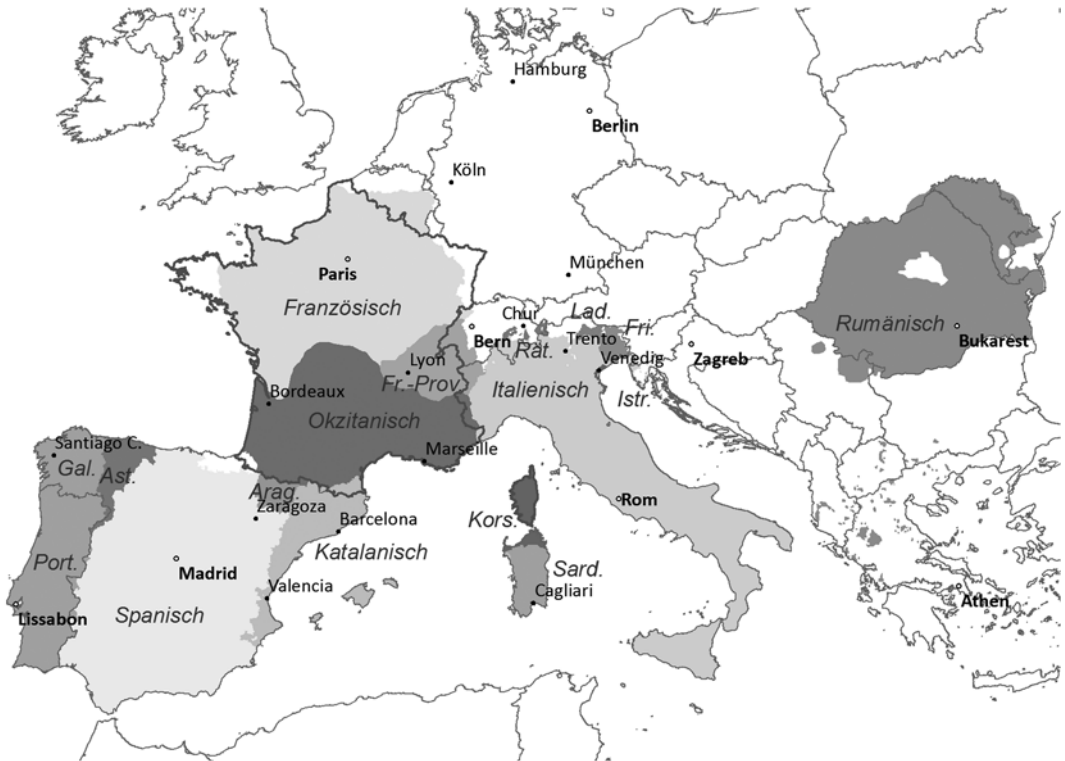 Hamburg
Berlin
Köln
München
Paris
Französisch
Chur
Lad.
Fri.
Bern
Rät.
Trento
Venedig
Zagreb
Rumänisch
Bukarest
Lyon
Fr.-Prov.
Italienisch
Istr.
Bordeaux
Okzitanisch
Marseille
Santiago C.
Gal.
Ast.
Arag.
Zaragoza
Barcelona
Katalanisch
Kors.
Rom
Port.
Madrid
Valencia
Sard.
Cagliari
Lissabon
Spanisch
Athen